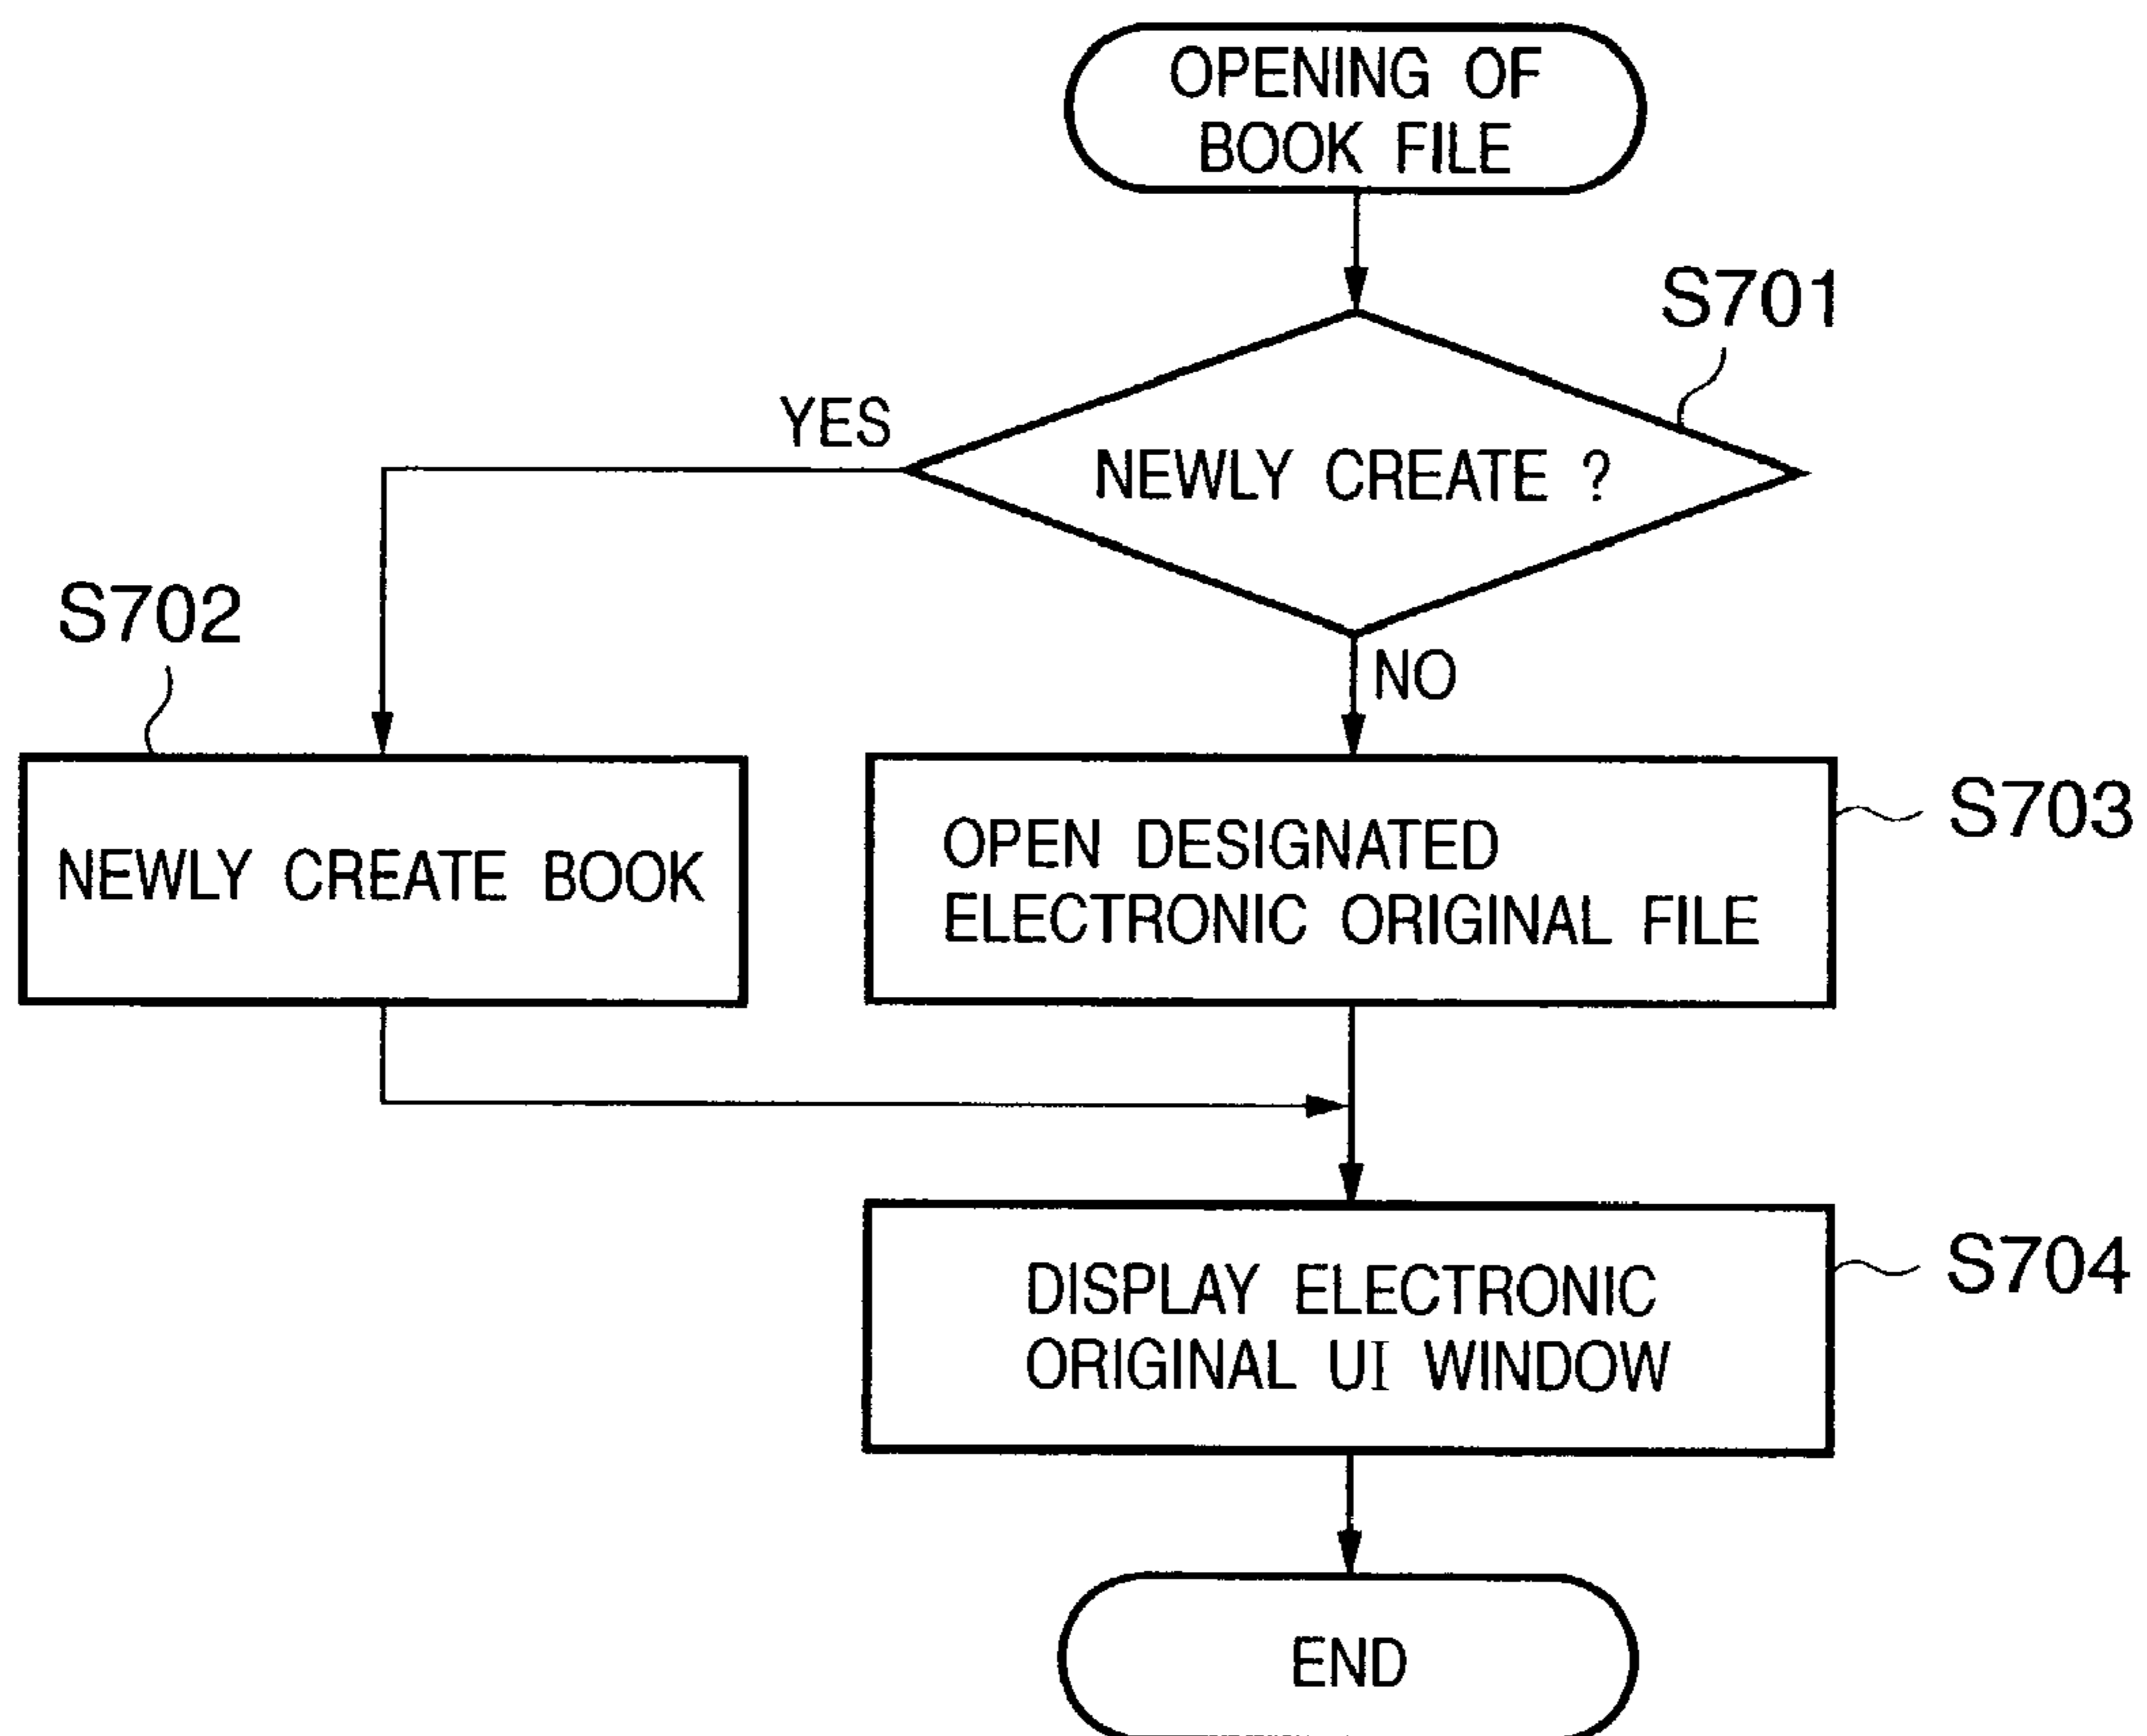 OPENING OF
BOOK FILE
S701
YES
NEWLY CREATE ?
S702
NO
NEWLY CREATE BOOK
OPEN DESIGNATED
ELECTRONIC ORIGINAL FILE
S703
DISPLAY ELECTRONIC
ORIGINAL UI WINDOW
S704
END